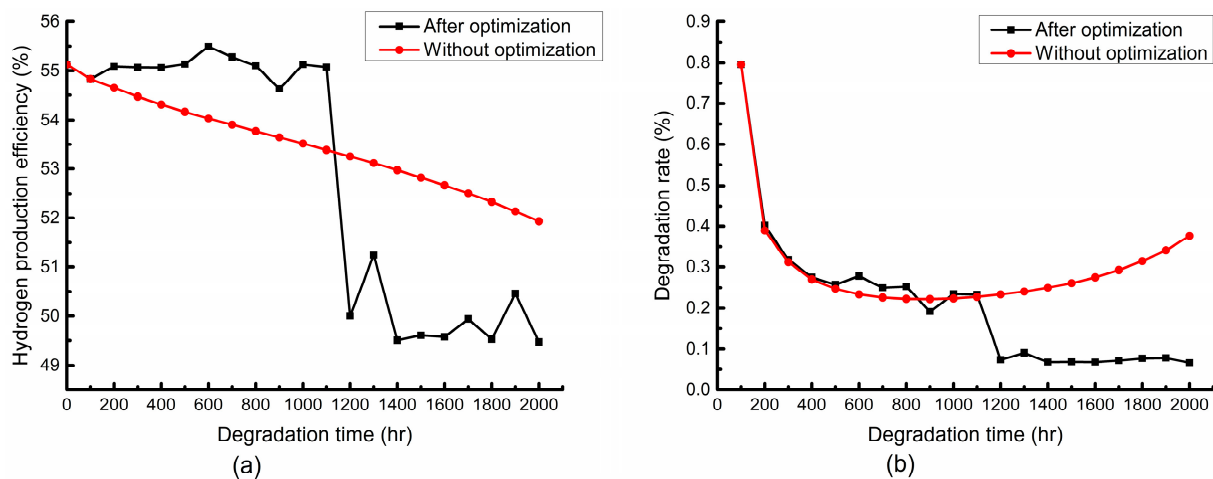 After optimization
Without optimization
Hydrogen production efficiency (%)
56
55
54
53
52
51
50
49
0 200 400 600 800 1000 1200 1400 1600 1800 2000
Degradation time (hr)
(a)
After optimization
Without optimization
Degradation rate (%)
0.9
0.8
0.7
0.6
0.5
0.4
0.3
0.2
0.1
0.0
0 200 400 600 800 1000 1200 1400 1600 1800 2000
Degradation time (hr)
(b)